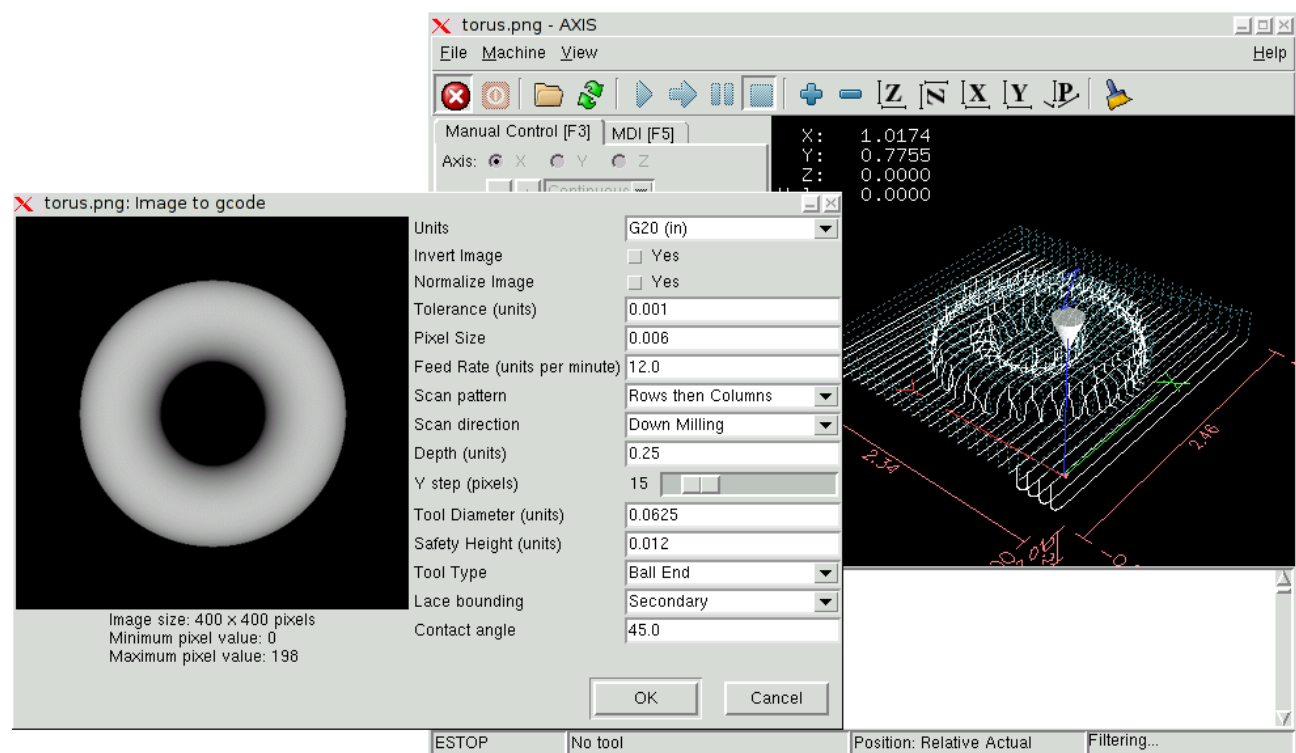 torus.png - AXIS
File Machine View Help
Z N X Y P
Manual Control [F3] MDI [F5]
Axis: X Y Z
Continuous
X: 1.0174
Y: 0.7755
Z: 0.0000
0.0000
2.34
2.46
torus.png: Image to gcode
Units G20 (in)
Invert Image Yes
Normalize Image Yes
Tolerance (units) 0.001
Pixel Size 0.006
Feed Rate (units per minute) 12.0
Scan pattern Rows then Columns
Scan direction Down Milling
Depth (units) 0.25
Y step (pixels) 15
Tool Diameter (units) 0.0625
Safety Height (units) 0.012
Tool Type Ball End
Lace bounding Secondary
Contact angle 45.0
Image size: 400 x 400 pixels
Minimum pixel value: 0
Maximum pixel value: 198
OK Cancel
ESTOP No tool Position: Relative Actual Filtering...